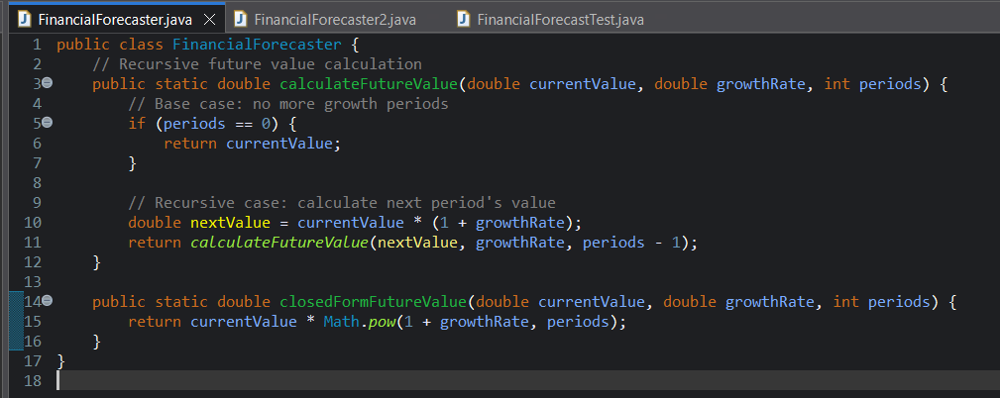 FinancialForecaster.java FinancialForecaster2.java FinancialForecastTest.java
1 public class FinancialForecaster {
2     // Recursive future value calculation
3     public static double calculateFutureValue(double currentValue, double growthRate, int periods) {
4         // Base case: no more growth periods
5         if (periods == 0) {
6             return currentValue;
7         }
8
9         // Recursive case: calculate next period's value
10         double nextValue = currentValue * (1 + growthRate);
11         return calculateFutureValue(nextValue, growthRate, periods - 1);
12     }
13
14     public static double closedFormFutureValue(double currentValue, double growthRate, int periods) {
15         return currentValue * Math.pow(1 + growthRate, periods);
16     }
17 }
18